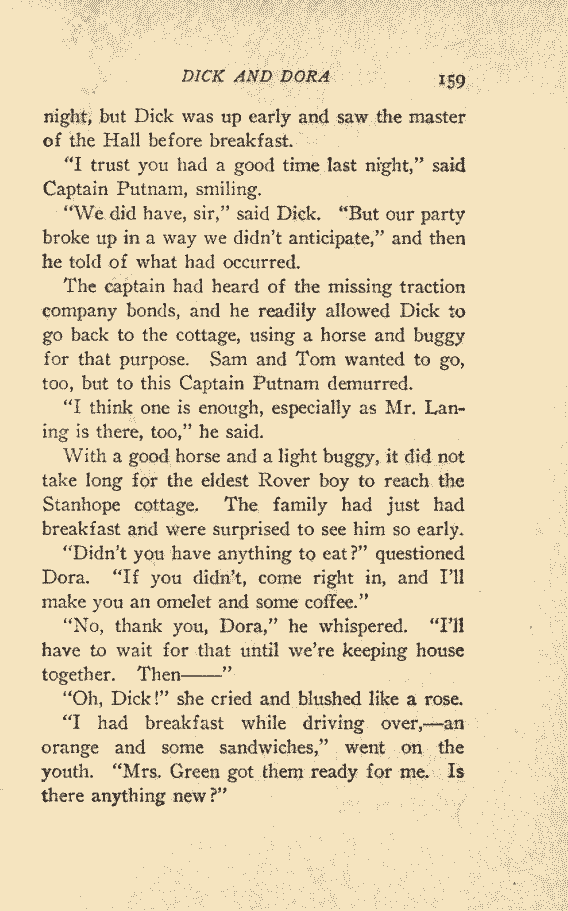 DICK AND DORA 159
night, but Dick was up early and saw the master
of the Hall before breakfast.
“I trust you had a good time last night,” said
Captain Putnam, smiling.
“We did have, sir,” said Dick. “But our party
broke up in a way we didn’t anticipate,” and then
he told of what had occurred.
The captain had heard of the missing traction
company bonds, and he readily allowed Dick to
go back to the cottage, using a horse and buggy
for that purpose. Sam and Tom wanted to go,
too, but to this Captain Putnam demurred.
“I think one is enough, especially as Mr. Lan-
ing is there, too,” he said.
With a good horse and a light buggy, it did not
take long for the eldest Rover boy to reach the
Stanhope cottage. The family had just had
breakfast and were surprised to see him so early.
“Didn’t you have anything to eat?” questioned
Dora. “If you didn’t, come right in, and I’ll
make you an omelet and some coffee.”
“No, thank you, Dora,” he whispered. “I’ll
have to wait for that until we’re keeping house
together. Then——”
“Oh, Dick!” she cried and blushed like a rose.
“I had breakfast while driving over,—an
orange and some sandwiches,” went on the
youth. “Mrs. Green got them ready for me. Is
there anything new?”